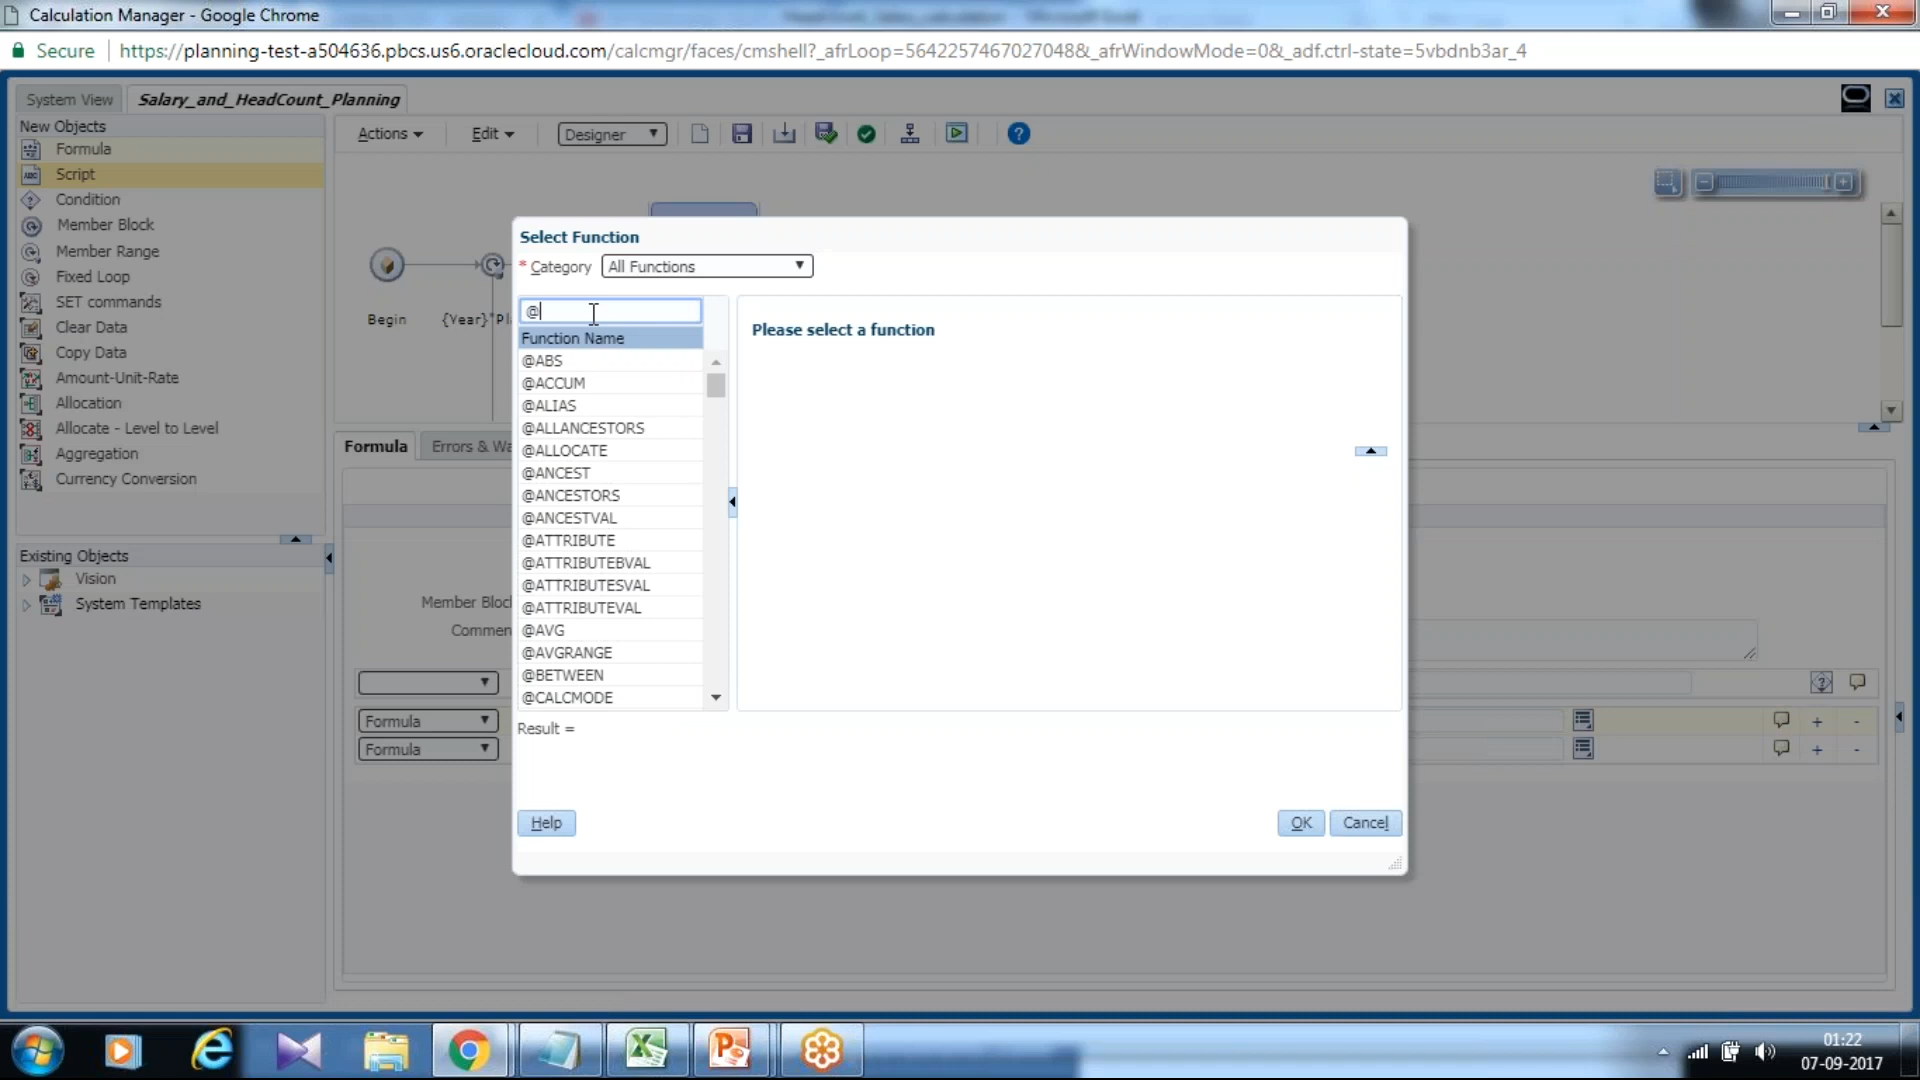 Calculation Manager - Google Chrome
Secure https://planning-test-a504636.pbcs.us6.oraclecloud.com/calcmgr/faces/cmshell?_afrLoop=5642257467027048&_afrWindowMode=0&_adf.ctrl-state=5vbdnb3ar_4
System View Salary_and_HeadCount_Planning
New Objects
Formula
Script
Condition
Member Block
Member Range
Fixed Loop
SET commands
Clear Data
Copy Data
Amount-Unit-Rate
Allocation
Allocate - Level to Level
Aggregation
Currency Conversion
Existing Objects
Vision
System Templates
Actions Edit Designer
Begin {Year}"Pl
Formula Errors & Wa
Member Bloc
Commen
Formula
Formula
Select Function
* Category All Functions
@
Function Name
@ABS
@ACCUM
@ALIAS
@ALLANCESTORS
@ALLOCATE
@ANCEST
@ANCESTORS
@ANCESTVAL
@ATTRIBUTE
@ATTRIBUTEBVAL
@ATTRIBUTESVAL
@ATTRIBUTEVAL
@AVG
@AVGRANGE
@BETWEEN
@CALCMODE
Please select a function
Result =
Help OK Cancel
01:22
07-09-2017